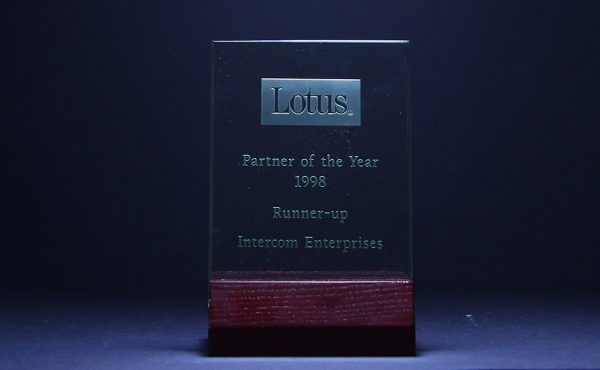 Lotus®
Partner of the Year
1998
Runner-up
Intercom Enterprises